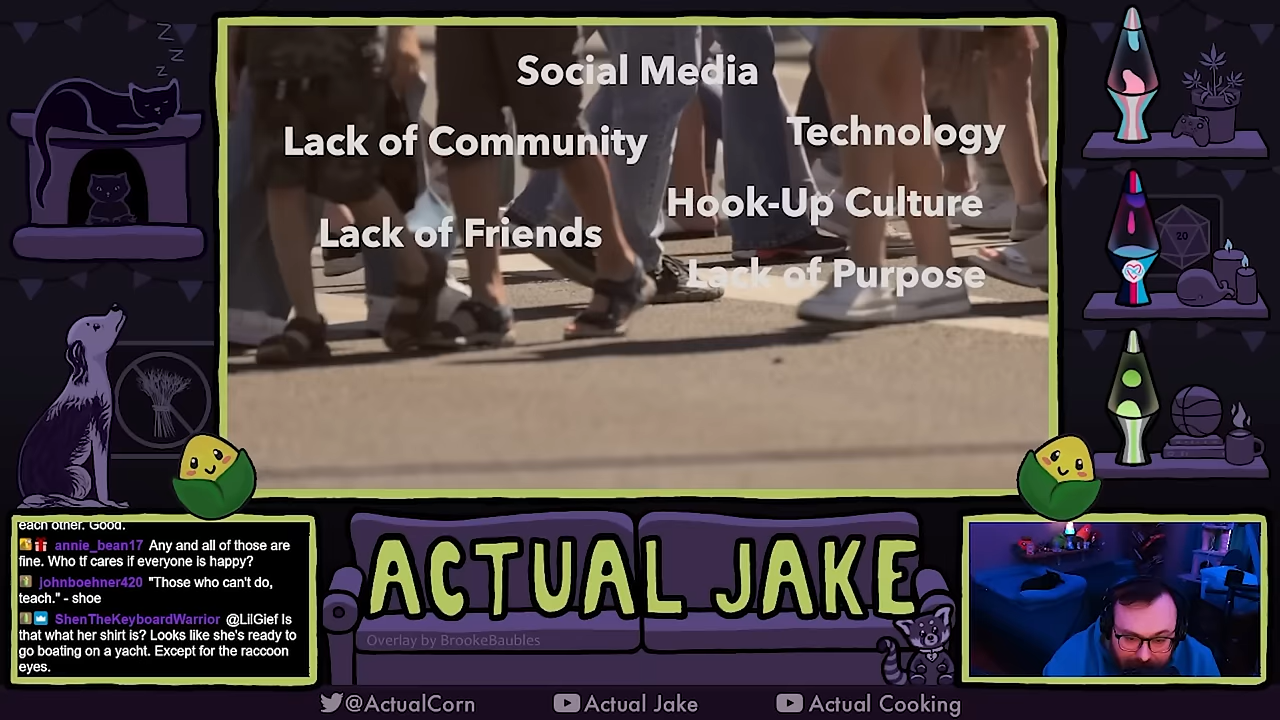 Social Media
Lack of Community
Technology
Hook-Up Culture
Lack of Friends
Lack of Purpose
z
z
z
20
each other. Good.
annie_bean17 Any and all of those are
fine. Who tf cares if everyone is happy?
johnboehner420 "Those who can't do,
teach." - shoe
ShenTheKeyboardWarrior @LilGief Is
that what her shirt is? Looks like she's ready to
go boating on a yacht. Except for the raccoon
eyes.
ACTUAL JAKE
Overlay by BrookeBaubles
@ActualCorn
Actual Jake
Actual Cooking